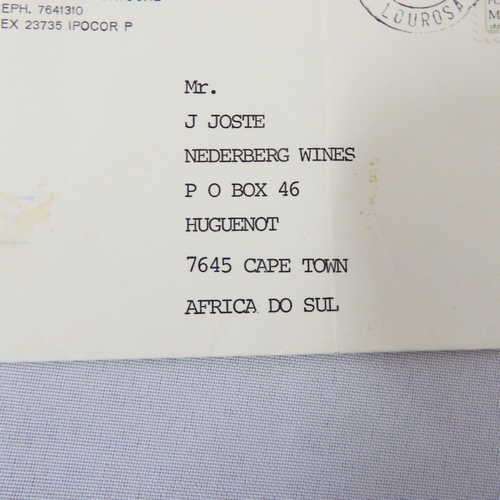 EPH. 7641310
EX 23735 IPOCOR P
LOUROSA
Mr.
J JOSTE
NEDERBERG WINES
P O BOX 46
HUGUENOT
7645 CAPE TOWN
AFRICA DO SUL